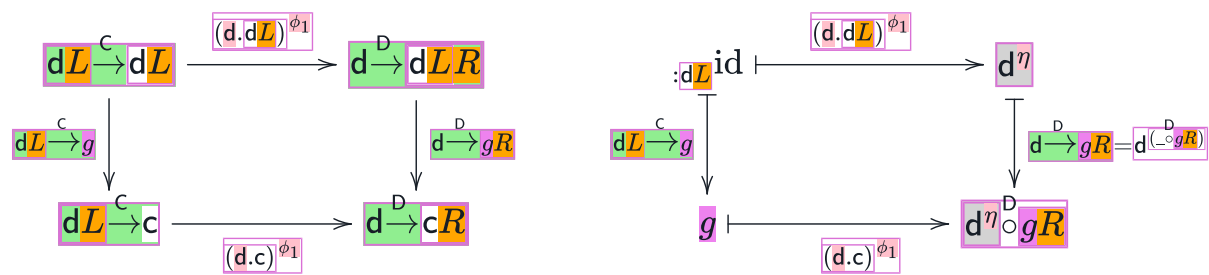 (d.dL)^ϕ₁
dL →^C dL
d →^D dLR
dL →^C g
d →^D gR
dL →^C c
d →^D cR
(d.c)^ϕ₁
(d.dL)^ϕ₁
:dL id
d^η
dL →^C g
d →^D gR = d^(_ ∘^D gR)
g
d^η ∘^D gR
(d.c)^ϕ₁